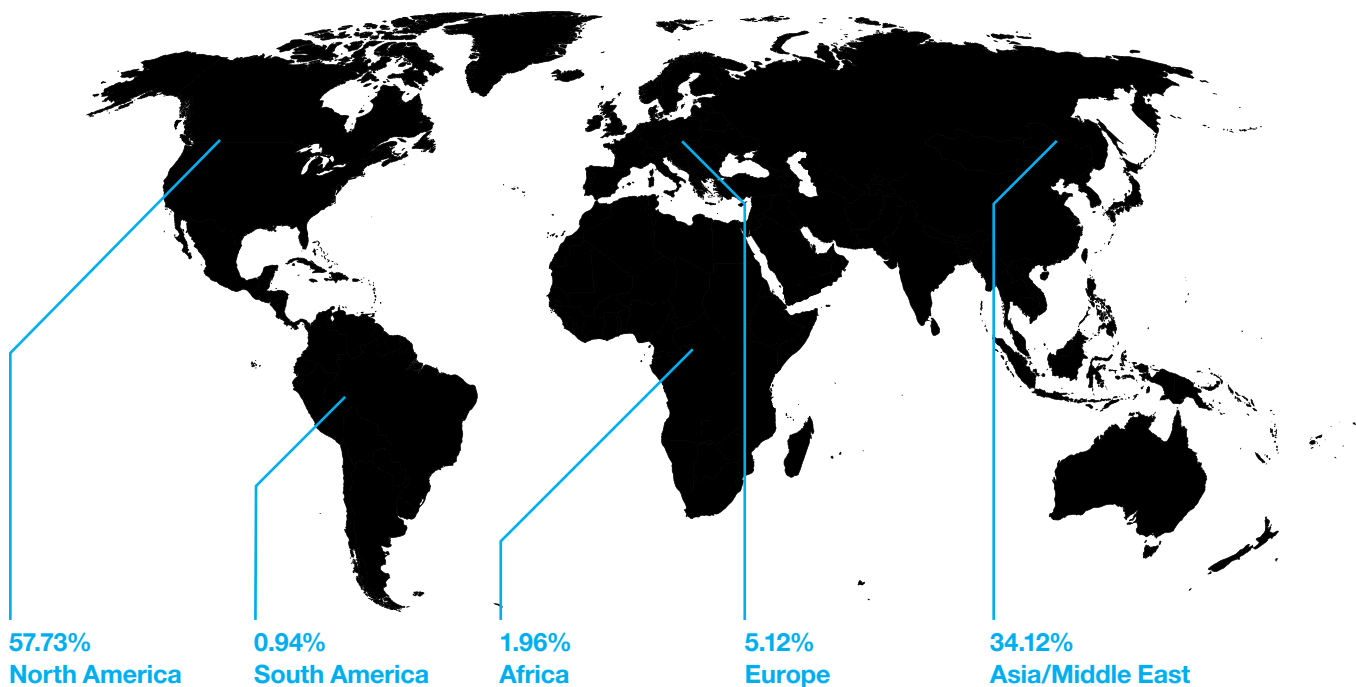 57.73%
North America
0.94%
South America
1.96%
Africa
5.12%
Europe
34.12%
Asia/Middle East